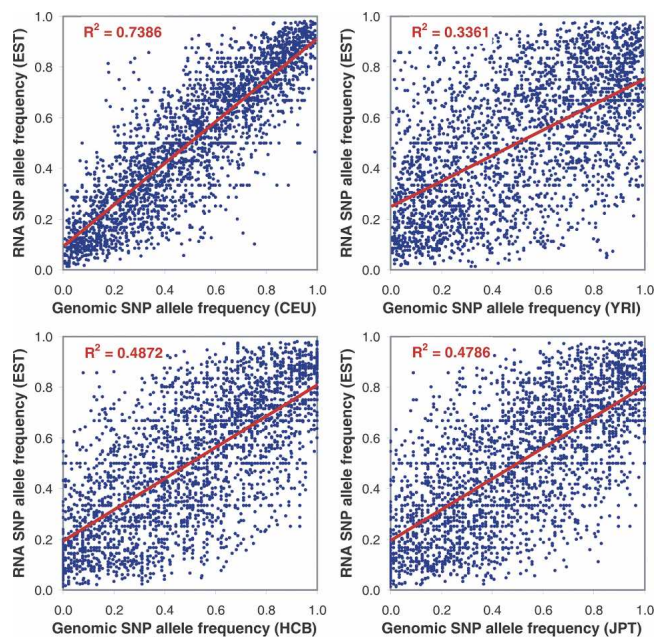 R² = 0.7386
RNA SNP allele frequency (EST)
1.0
0.8
0.6
0.4
0.2
0.0
0.0 0.2 0.4 0.6 0.8 1.0
Genomic SNP allele frequency (CEU)
R² = 0.3361
RNA SNP allele frequency (EST)
1.0
0.8
0.6
0.4
0.2
0.0
0.0 0.2 0.4 0.6 0.8 1.0
Genomic SNP allele frequency (YRI)
R² = 0.4872
RNA SNP allele frequency (EST)
1.0
0.8
0.6
0.4
0.2
0.0
0.0 0.2 0.4 0.6 0.8 1.0
Genomic SNP allele frequency (HCB)
R² = 0.4786
RNA SNP allele frequency (EST)
1.0
0.8
0.6
0.4
0.2
0.0
0.0 0.2 0.4 0.6 0.8 1.0
Genomic SNP allele frequency (JPT)